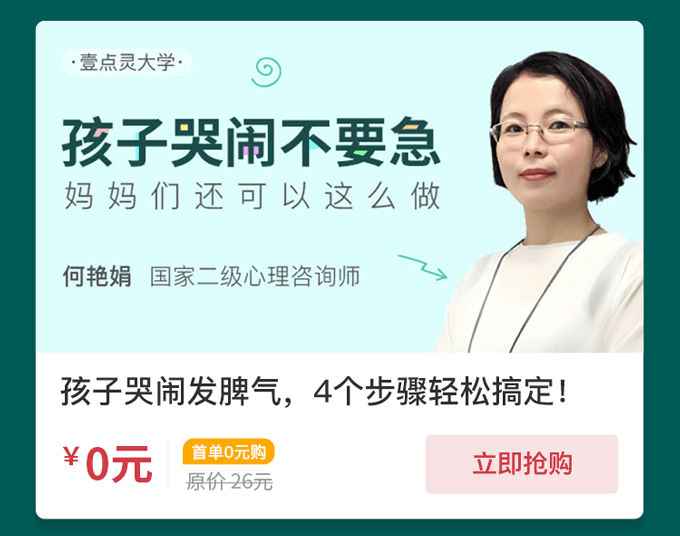 ·壹点灵大学·
孩子哭闹不要急
妈妈们还可以这么做
何艳娟 国家二级心理咨询师
孩子哭闹发脾气，4个步骤轻松搞定！
¥0元
首单0元购
原价 26元
立即抢购